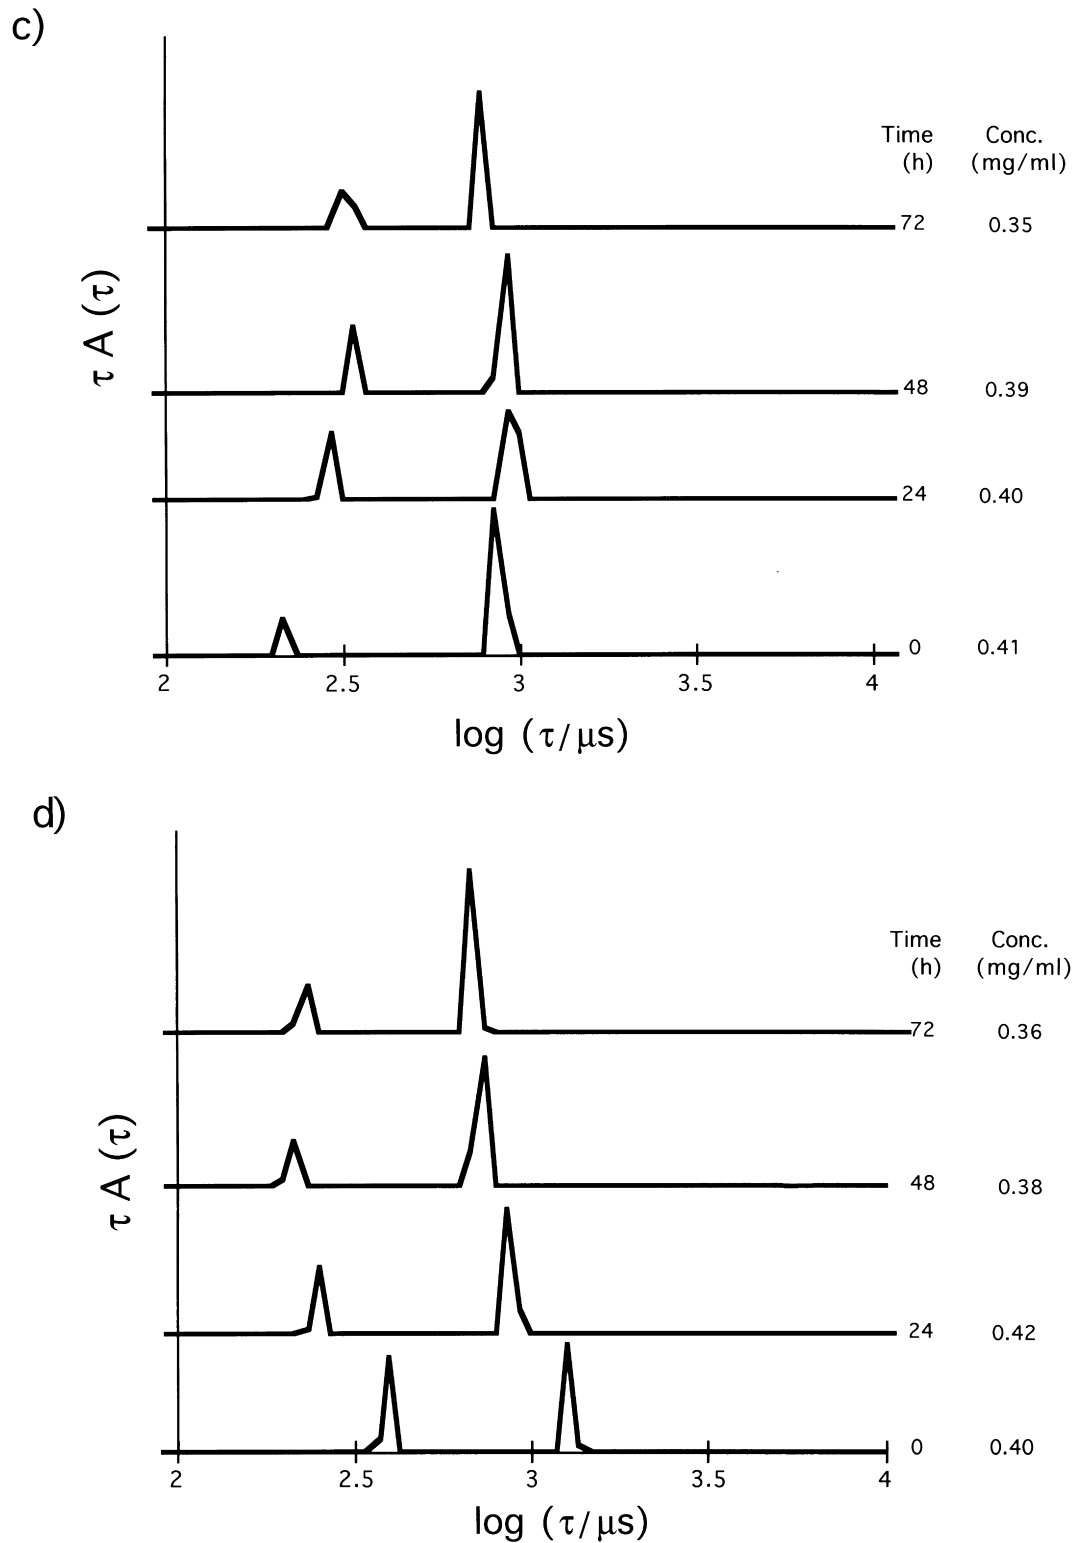 c)
Time Conc.
(h) (mg/ml)
72 0.35
τ A (τ)
48 0.39
24 0.40
0 0.41
2 2.5 3 3.5 4
log (τ/μs)
d)
Time Conc.
(h) (mg/ml)
72 0.36
τ A (τ)
48 0.38
24 0.42
0 0.40
2 2.5 3 3.5 4
log (τ/μs)